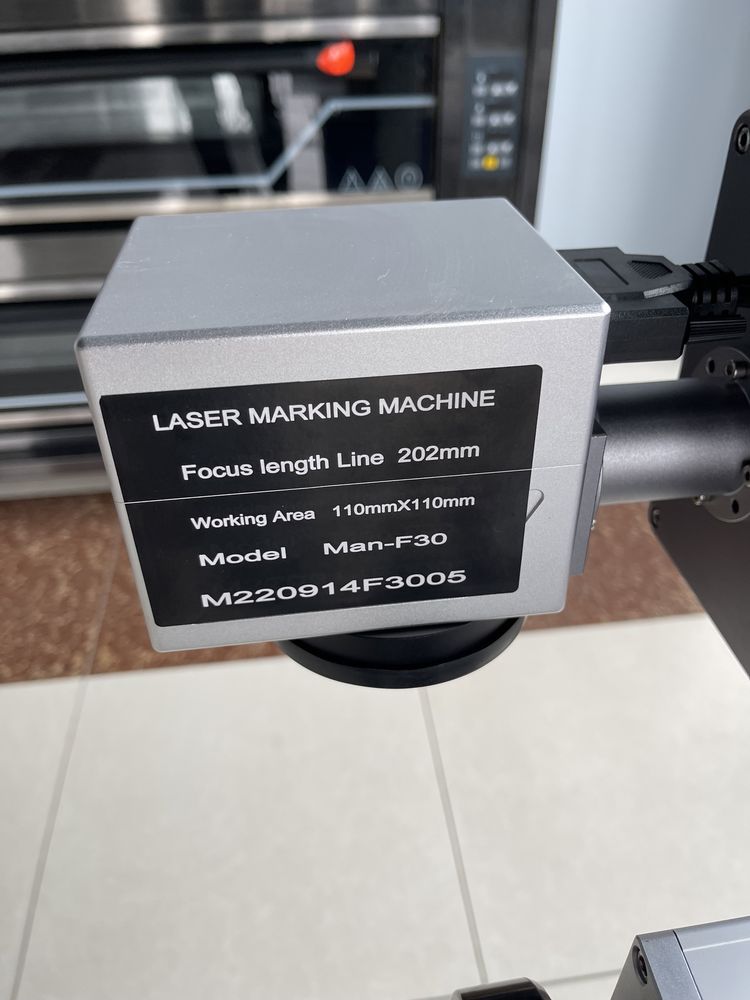 LASER MARKING MACHINE
Focus length Line 202mm
Working Area 110mmX110mm
Model Man-F30
M220914F3005